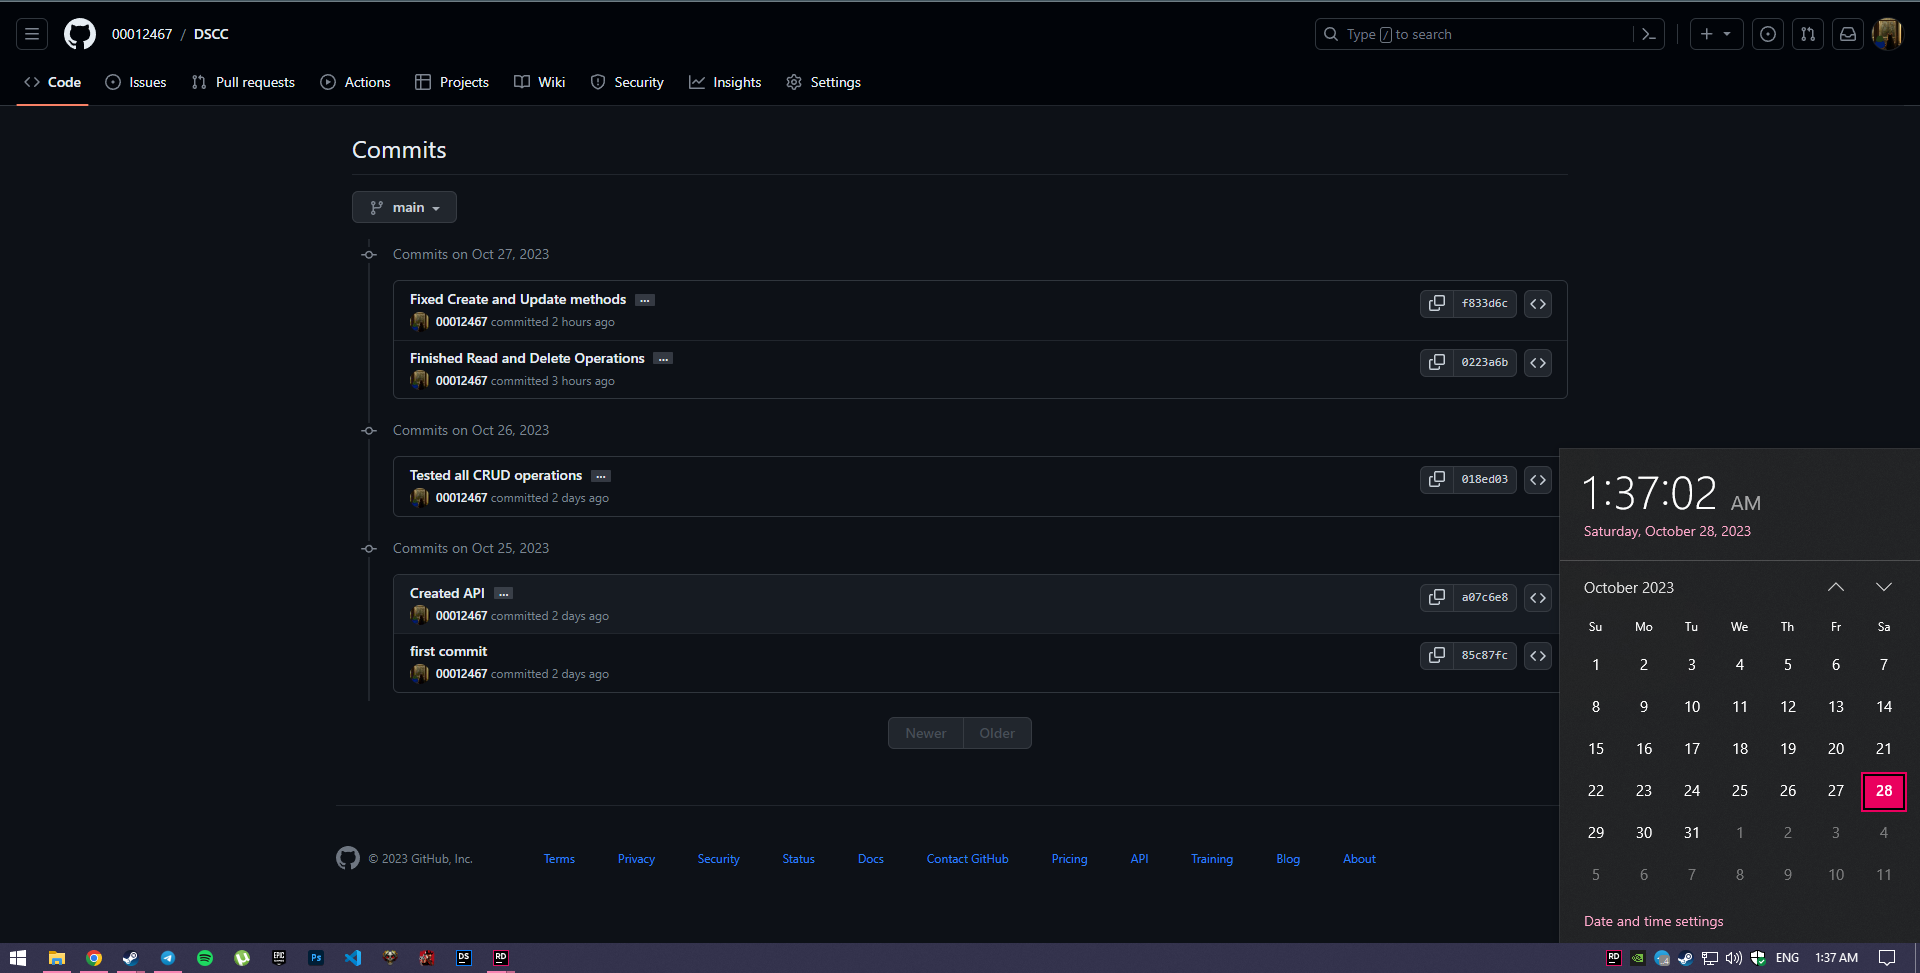 00012467 / DSCC
Type / to search
Code Issues Pull requests Actions Projects Wiki Security Insights Settings
Commits
main
Commits on Oct 27, 2023
Fixed Create and Update methods ...
f833d6c
00012467 committed 2 hours ago
Finished Read and Delete Operations ...
0223a6b
00012467 committed 3 hours ago
Commits on Oct 26, 2023
Tested all CRUD operations ...
018ed03
00012467 committed 2 days ago
Commits on Oct 25, 2023
Created API ...
a07c6e8
00012467 committed 2 days ago
first commit
85c87fc
00012467 committed 2 days ago
Newer Older
© 2023 GitHub, Inc. Terms Privacy Security Status Docs Contact GitHub Pricing API Training Blog About
1:37:02 AM
Saturday, October 28, 2023
October 2023
Su Mo Tu We Th Fr Sa
1 2 3 4 5 6 7
8 9 10 11 12 13 14
15 16 17 18 19 20 21
22 23 24 25 26 27 28
29 30 31 1 2 3 4
5 6 7 8 9 10 11
Date and time settings
EPIC Ps DS RD RD ENG 1:37 AM